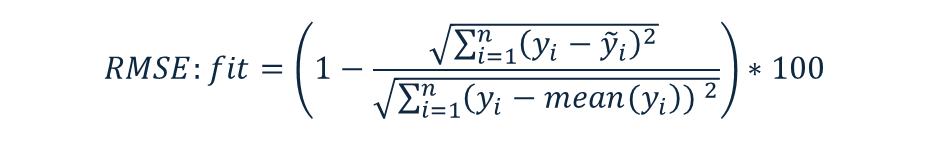 RMSE: fit = (1 − √(∑ⁿᵢ₌₁(yᵢ − ỹᵢ)²) / √(∑ⁿᵢ₌₁(yᵢ − mean(yᵢ)) ²)) * 100